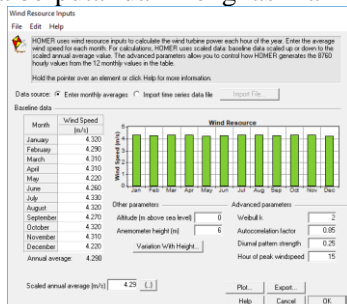 Wind Resource Inputs
File Edit Help
HOMER uses wind resource inputs to calculate the wind turbine power each hour of the year. Enter the average
wind speed for each month. For calculations, HOMER uses scaled data: baseline data scaled up or down to the
scaled annual average value. The advanced parameters allow you to control how HOMER generates the 8760
hourly values from the 12 monthly values in the table.
Hold the pointer over an element or click Help for more information.
Data source: Enter monthly averages Import time series data file Import File...
Baseline data
Month Wind Speed
(m/s)
January 4.320
February 4.290
March 4.310
April 4.310
May 4.220
June 4.260
July 4.330
August 4.320
September 4.270
October 4.320
November 4.310
December 4.220
Annual average: 4.298
Wind Resource
Wind Speed (m/s)
Jan Feb Mar Apr May Jun Jul Aug Sep Oct Nov Dec
Other parameters
Altitude (m above sea level) 0
Anemometer height (m) 6
Variation With Height...
Advanced parameters
Weibull k 2
Autocorrelation factor 0.85
Diurnal pattern strength 0.25
Hour of peak windspeed 15
Scaled annual average (m/s) 4.29 {..}
Plot... Export...
Help Cancel OK